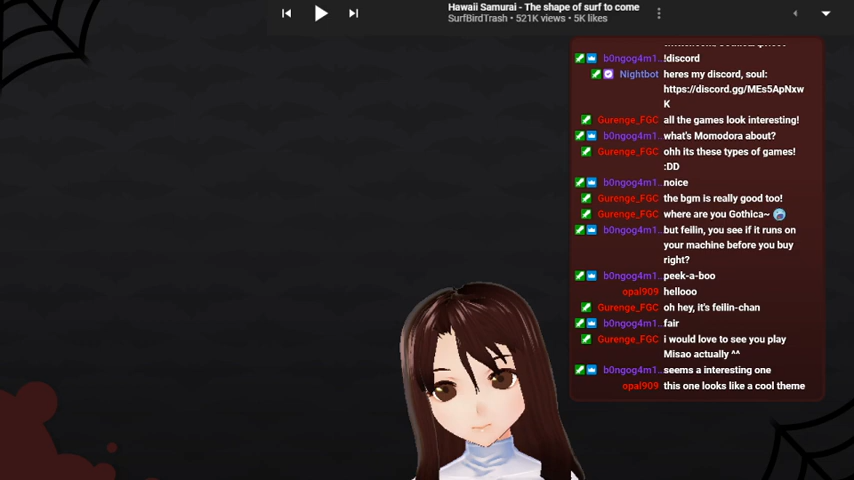 Hawaii Samurai - The shape of surf to come
SurfBirdTrash • 521K views • 5K likes
b0ngog4m1.. !discord
Nightbot heres my discord, soul:
https://discord.gg/MEs5ApNxw
K
Gurenge_FGC all the games look interesting!
b0ngog4m1.. what's Momodora about?
Gurenge_FGC ohh its these types of games!
:DD
b0ngog4m1.. noice
Gurenge_FGC the bgm is really good too!
Gurenge_FGC where are you Gothica~
b0ngog4m1.. but feilin, you see if it runs on
your machine before you buy
right?
b0ngog4m1.. peek-a-boo
opal909 hellooo
Gurenge_FGC oh hey, it's feilin-chan
b0ngog4m1.. fair
Gurenge_FGC i would love to see you play
Misao actually ^^
b0ngog4m1.. seems a interesting one
opal909 this one looks like a cool theme